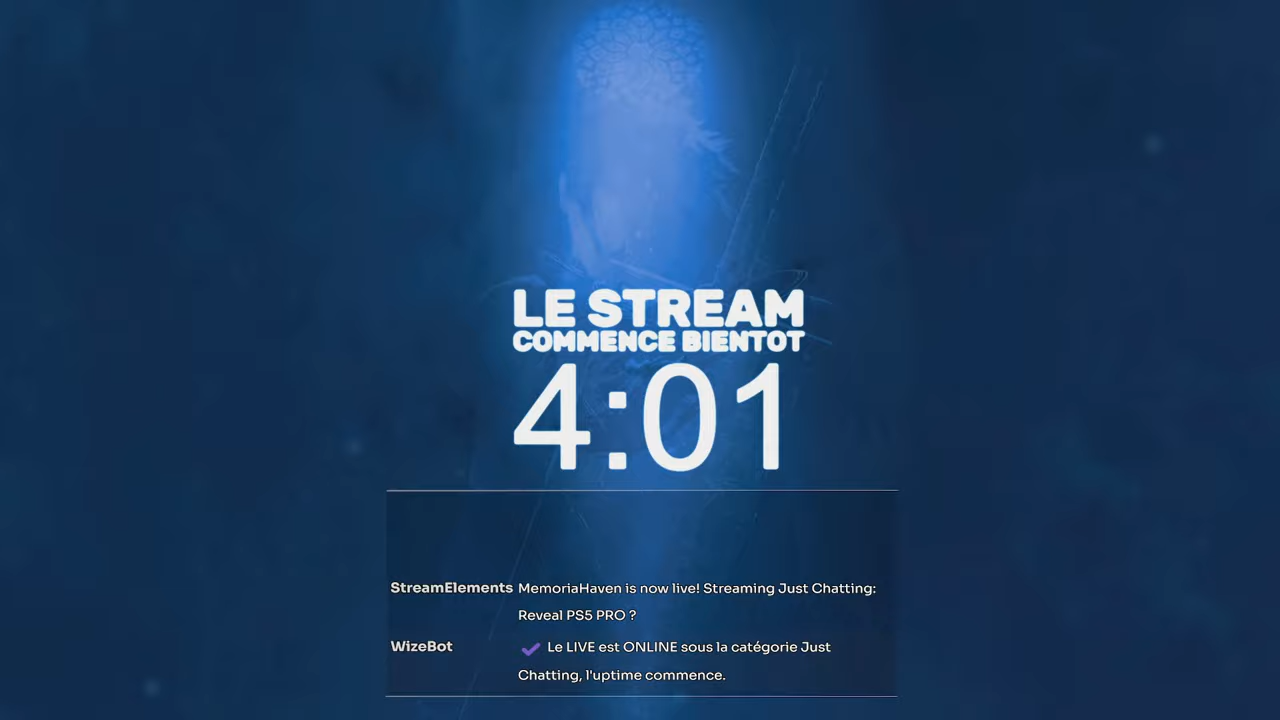 LE STREAM
COMMENCE BIENTOT
4:01
StreamElements MemoriaHaven is now live! Streaming Just Chatting:
Reveal PS5 PRO ?
WizeBot Le LIVE est ONLINE sous la catégorie Just
Chatting, l'uptime commence.